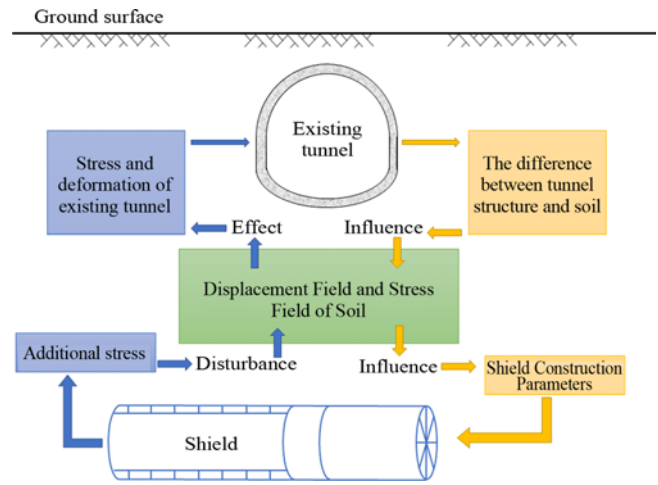 Ground surface
Existing
tunnel
Stress and
deformation of
existing tunnel
The difference
between tunnel
structure and soil
Effect
Influence
Displacement Field and Stress
Field of Soil
Additional stress
Disturbance
Influence
Shield Construction
Parameters
Shield